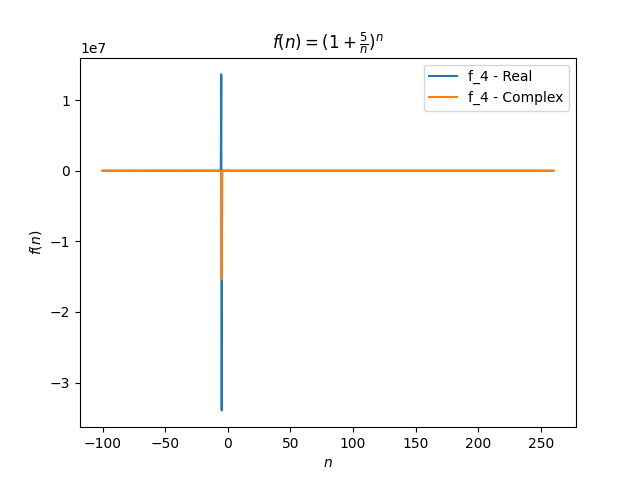 f(n) = (1 + 5/n)^n
1e7
f_4 - Real
f_4 - Complex
1
0
−1
−2
−3
f(n)
−100 −50 0 50 100 150 200 250
n